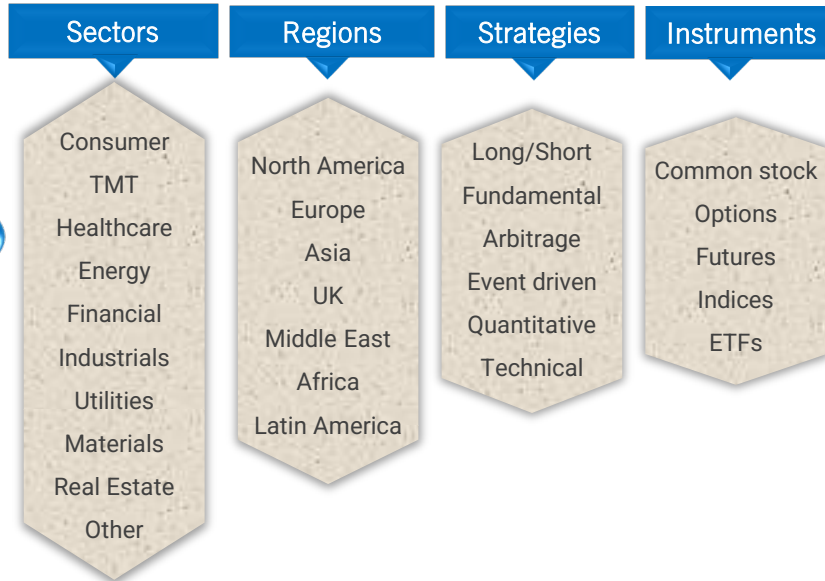 Sectors
Consumer
TMT
Healthcare
Energy
Financial
Industrials
Utilities
Materials
Real Estate
Other
Regions
North America
Europe
Asia
UK
Middle East
Africa
Latin America
Strategies
Long/Short
Fundamental
Arbitrage
Event driven
Quantitative
Technical
Instruments
Common stock
Options
Futures
Indices
ETFs